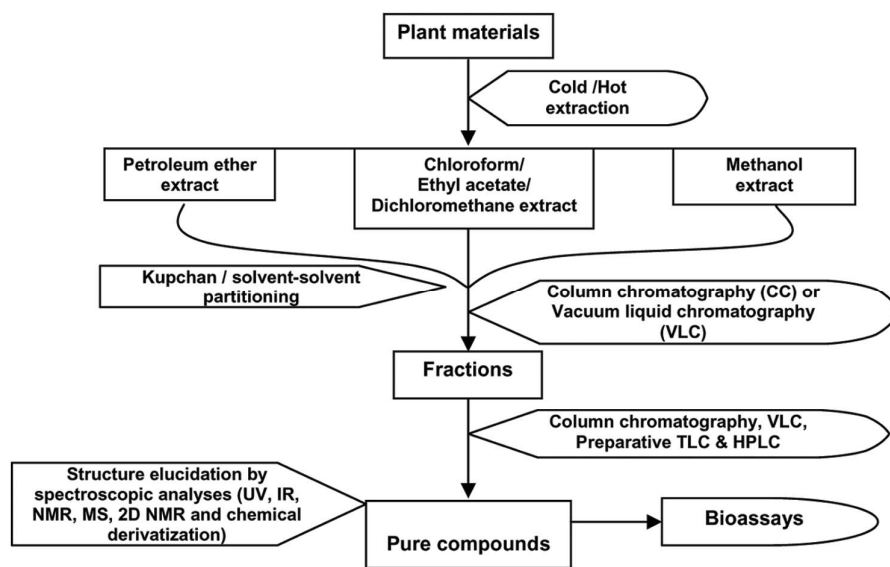 Plant materials
Cold /Hot
extraction
Petroleum ether
extract
Chloroform/
Ethyl acetate/
Dichloromethane extract
Methanol
extract
Kupchan / solvent-solvent
partitioning
Column chromatography (CC) or
Vacuum liquid chromatography
(VLC)
Fractions
Column chromatography, VLC,
Preparative TLC & HPLC
Structure elucidation by
spectroscopic analyses (UV, IR,
NMR, MS, 2D NMR and chemical
derivatization)
Pure compounds
Bioassays